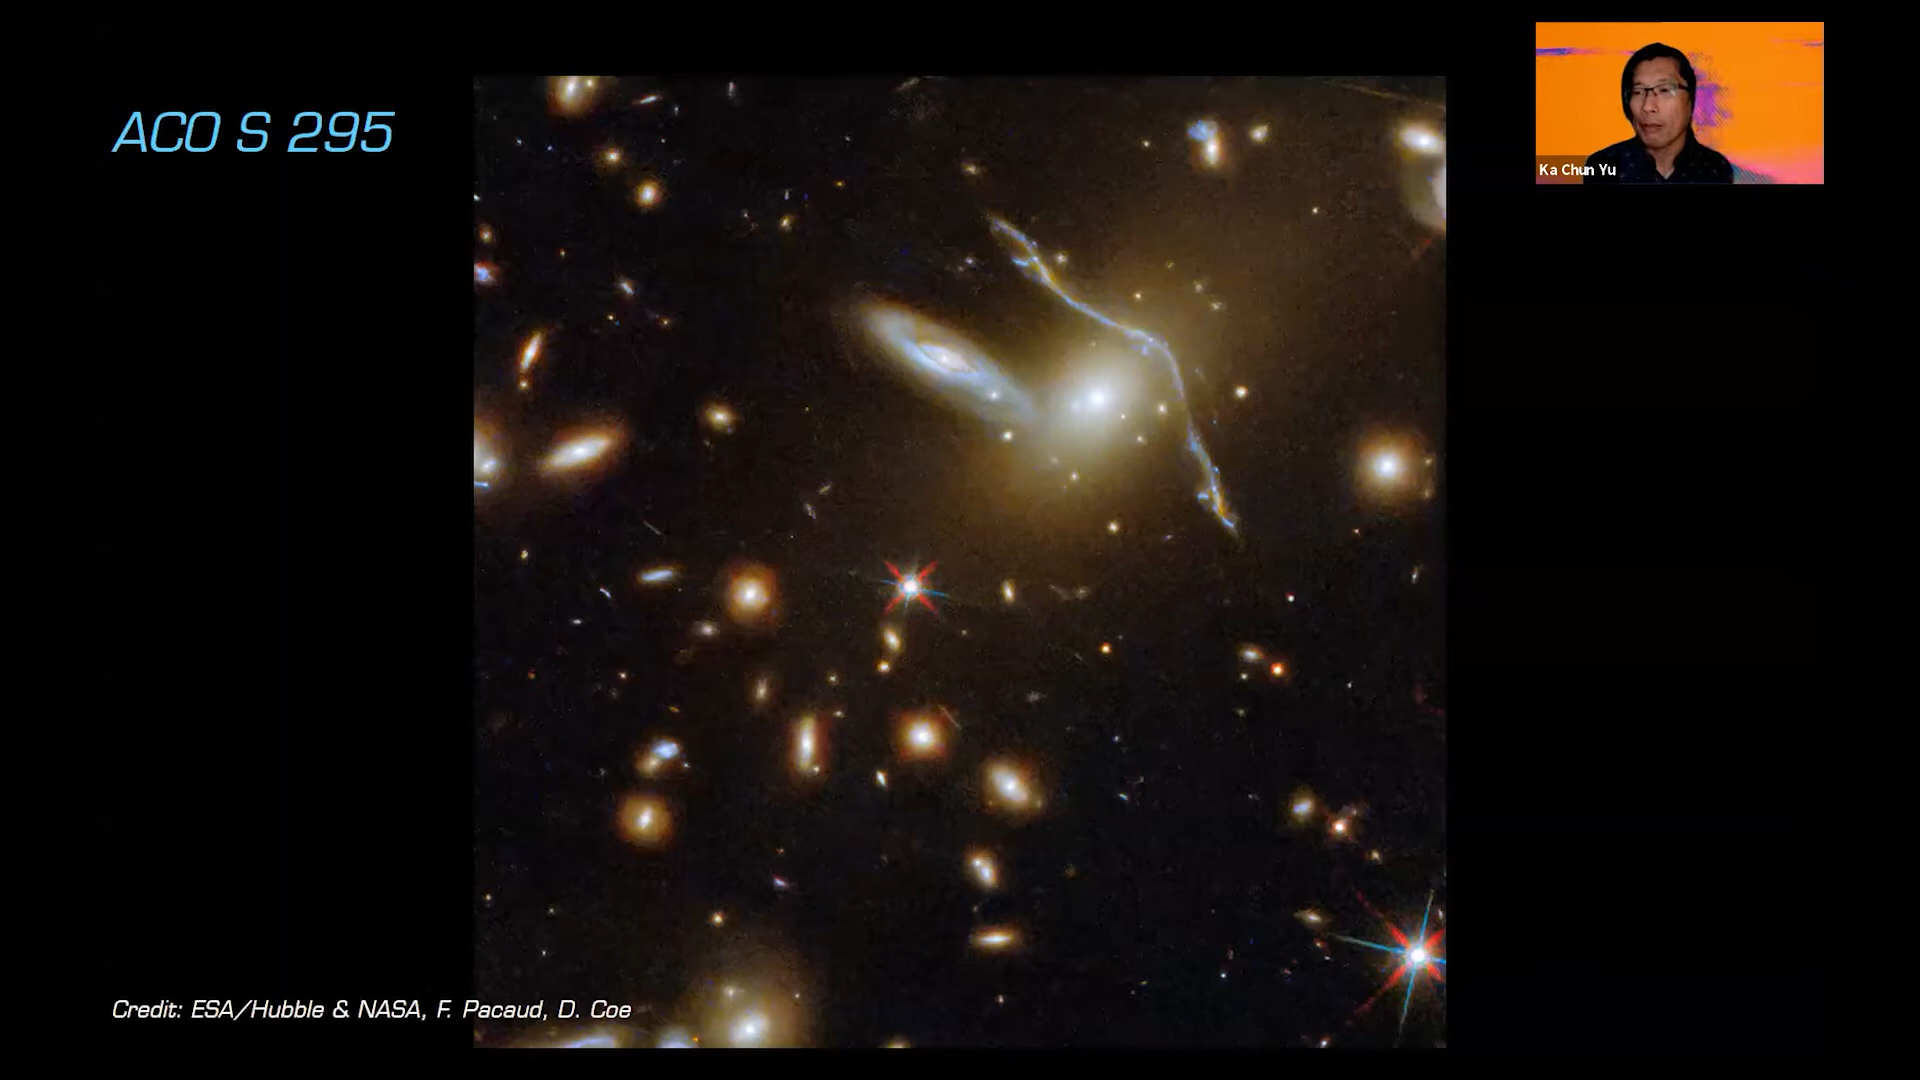 ACO S 295
Ka Chun Yu
Credit: ESA/Hubble & NASA, F. Pacaud, D. Coe